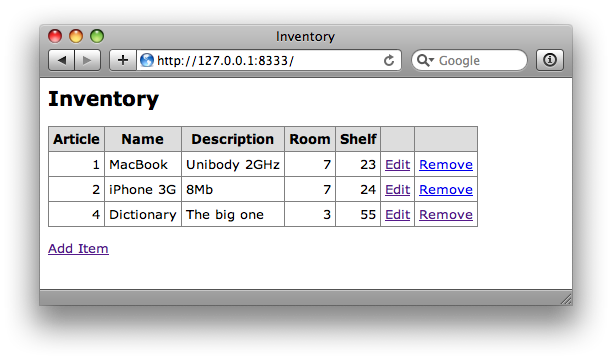 Inventory
http://127.0.0.1:8333/
Google
Inventory
Article Name Description Room Shelf
1 MacBook Unibody 2GHz 7 23 Edit Remove
2 iPhone 3G 8Mb 7 24 Edit Remove
4 Dictionary The big one 3 55 Edit Remove
Add Item